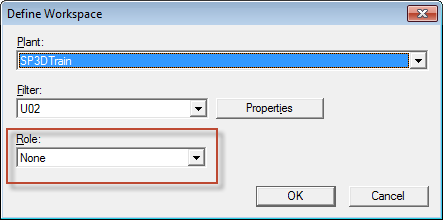 Define Workspace
Plant:
SP3DTrain
Filter:
U02
Properties
Role:
None
OK
Cancel